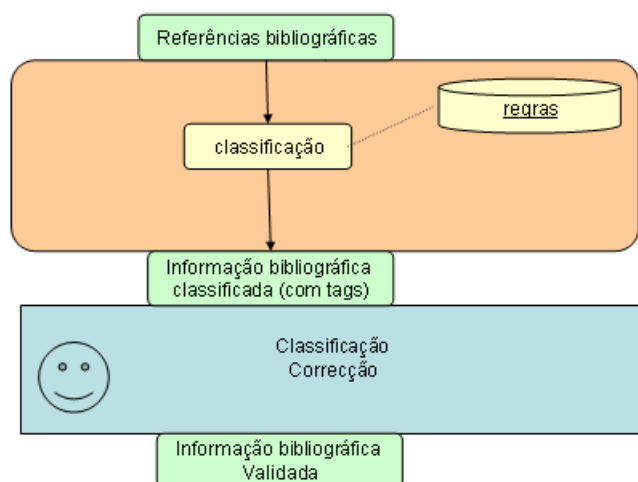 Referências bibliográficas
regras
classificação
Informação bibliográfica
classificada (com tags)
Classificação
Correcção
Informação bibliográfica
Validada